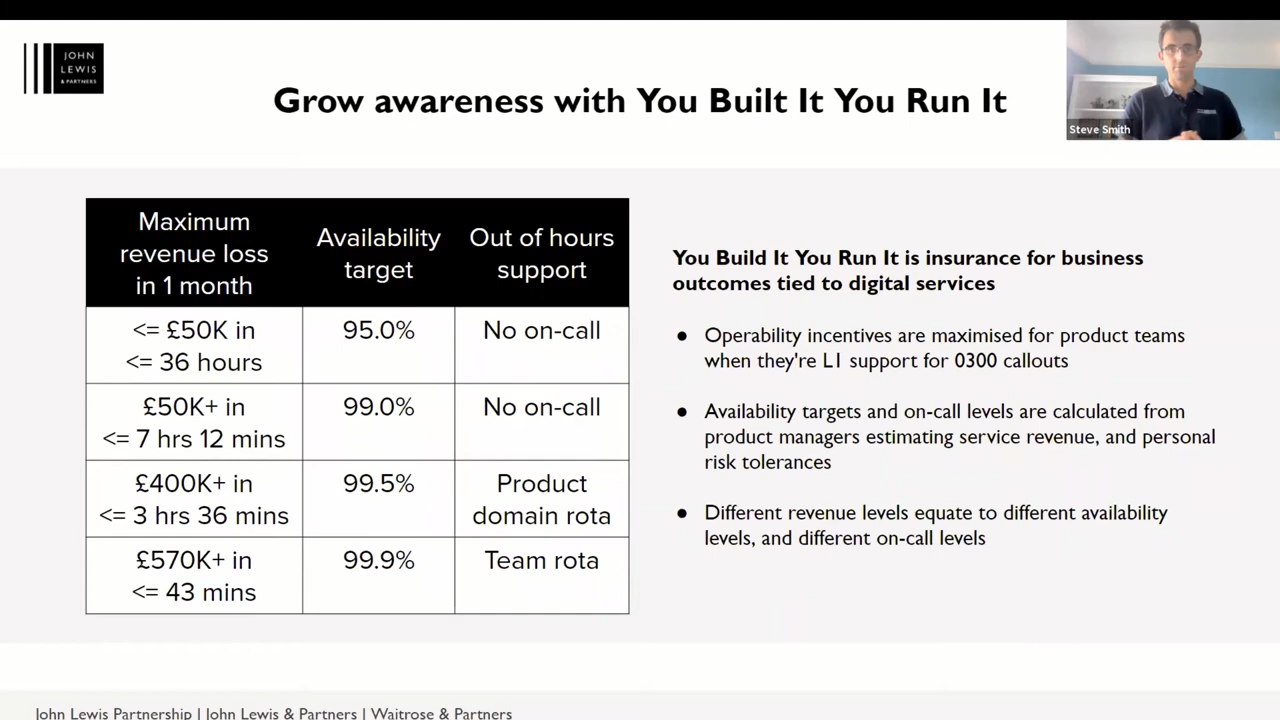 JOHN
LEWIS
& PARTNERS
Grow awareness with You Built It You Run It
Steve Smith
Maximum
revenue loss
in 1 month
Availability
target
Out of hours
support
<= £50K in
<= 36 hours
95.0%
No on-call
£50K+ in
<= 7 hrs 12 mins
99.0%
No on-call
£400K+ in
<= 3 hrs 36 mins
99.5%
Product
domain rota
£570K+ in
<= 43 mins
99.9%
Team rota
You Build It You Run It is insurance for business
outcomes tied to digital services
● Operability incentives are maximised for product teams
when they're L1 support for 0300 callouts
● Availability targets and on-call levels are calculated from
product managers estimating service revenue, and personal
risk tolerances
● Different revenue levels equate to different availability
levels, and different on-call levels
John Lewis Partnership | John Lewis & Partners | Waitrose & Partners